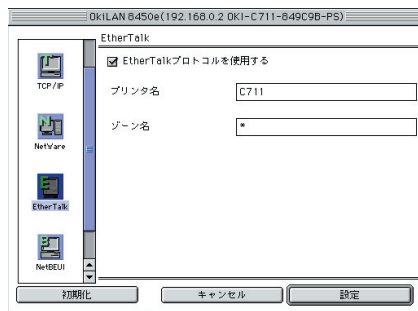 OkiLAN 8450e(192.168.0.2 OKI-C711-849C9B-PS)
EtherTalk
EtherTalkプロトコルを使用する
TCP/IP
プリンタ名
C711
ゾーン名
*
NetWare
EtherTalk
NetBEUI
初期化
キャンセル
設定